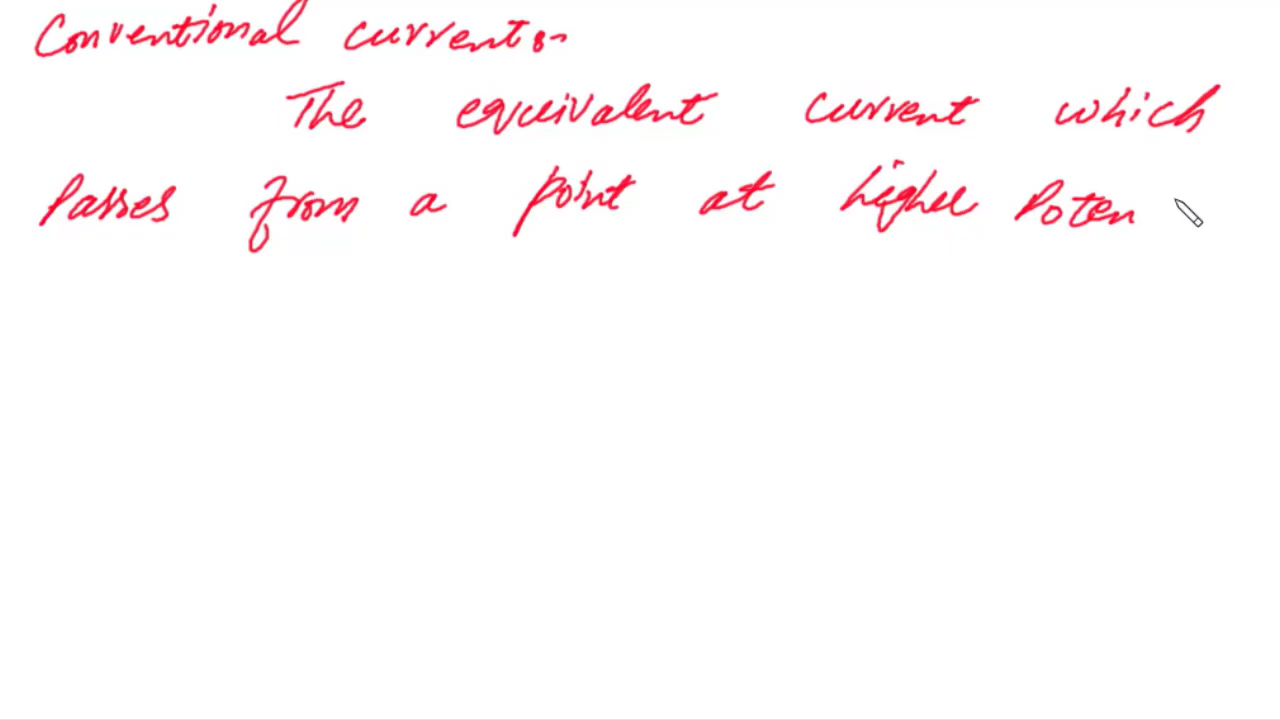 Conventional current:-
The equivalent current which
Passes from a point at higher Poten